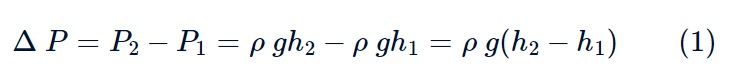 Δ P = P₂ − P₁ = ρ gh₂ − ρ gh₁ = ρ g(h₂ − h₁) (1)